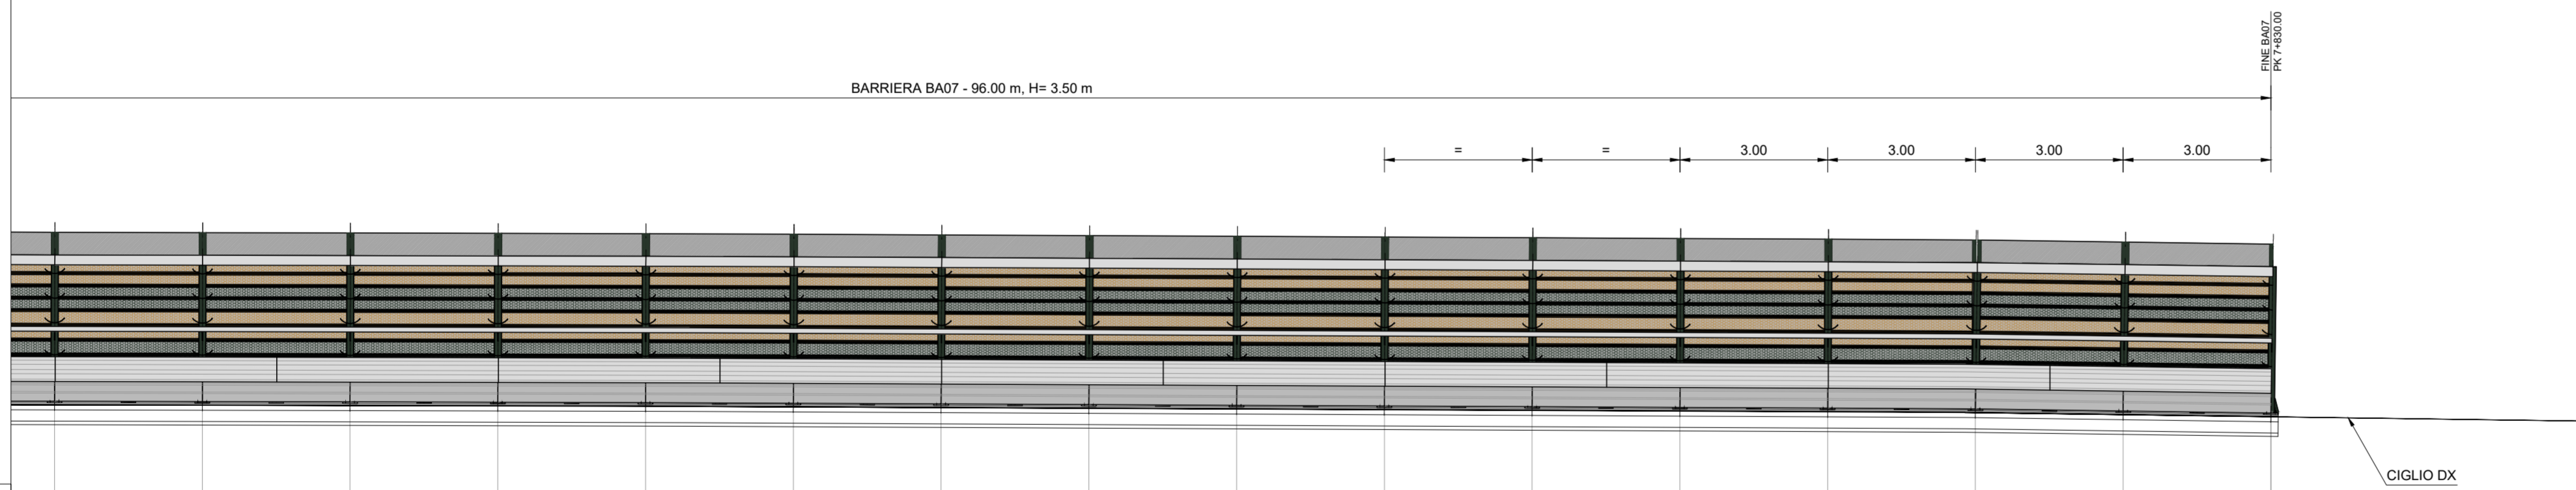 FINE BA07
PK 7+830.00
BARRIERA BA07 - 96.00 m, H= 3.50 m
= = 3.00 3.00 3.00 3.00
CIGLIO DX